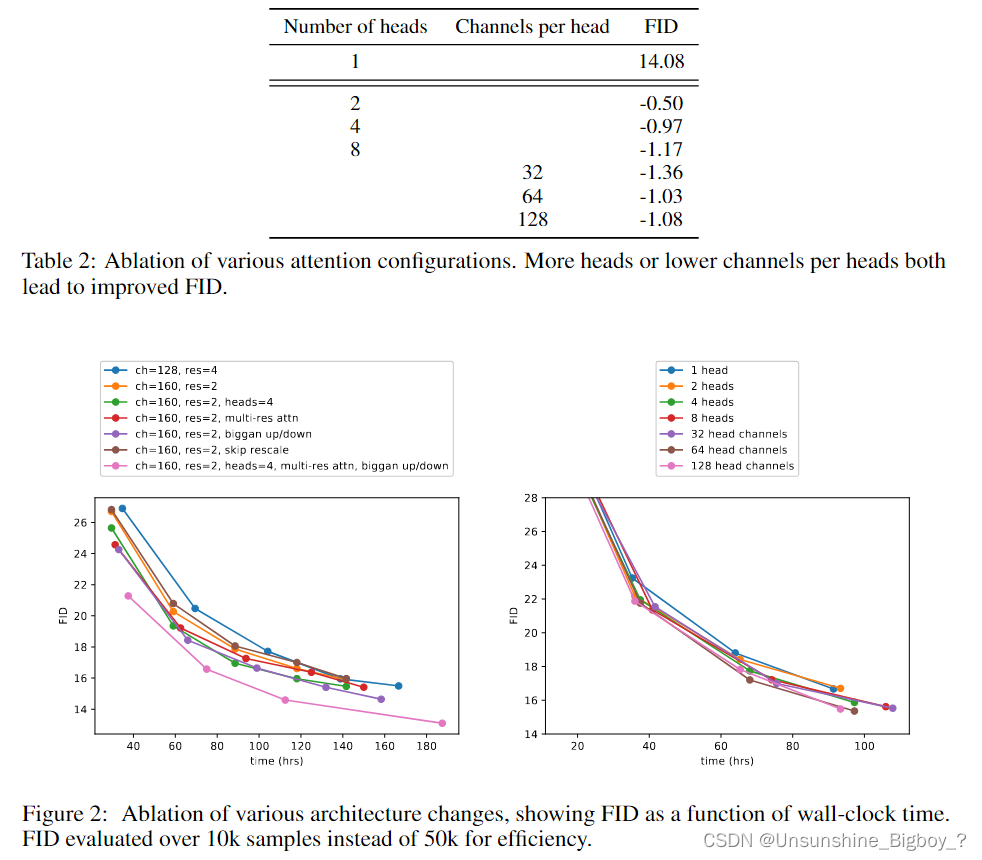 Number of heads Channels per head FID
1 14.08
2 -0.50
4 -0.97
8 -1.17
32 -1.36
64 -1.03
128 -1.08
Table 2: Ablation of various attention configurations. More heads or lower channels per heads both
lead to improved FID.
ch=128, res=4
ch=160, res=2
ch=160, res=2, heads=4
ch=160, res=2, multi-res attn
ch=160, res=2, biggan up/down
ch=160, res=2, skip rescale
ch=160, res=2, heads=4, multi-res attn, biggan up/down
26
24
22
20
18
16
14
FID
40 60 80 100 120 140 160 180
time (hrs)
1 head
2 heads
4 heads
8 heads
32 head channels
64 head channels
128 head channels
28
26
24
22
20
18
16
14
FID
20 40 60 80 100
time (hrs)
Figure 2: Ablation of various architecture changes, showing FID as a function of wall-clock time.
FID evaluated over 10k samples instead of 50k for efficiency.
CSDN @Unsunshine_Bigboy_?